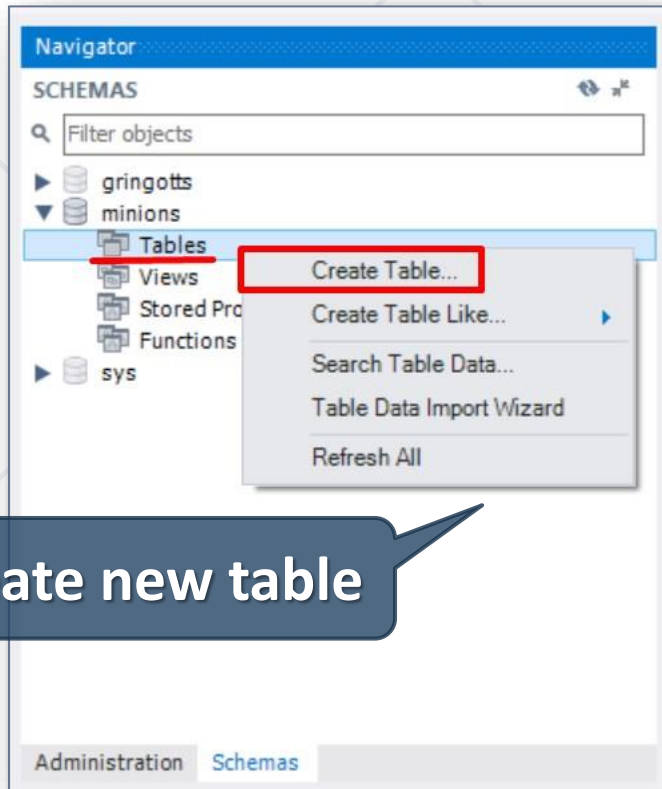 Navigator
SCHEMAS
Filter objects
gringotts
minions
Tables
Views
Stored Pro
Functions
sys
Create Table...
Create Table Like...
Search Table Data...
Table Data Import Wizard
Refresh All
ate new table
Administration Schemas